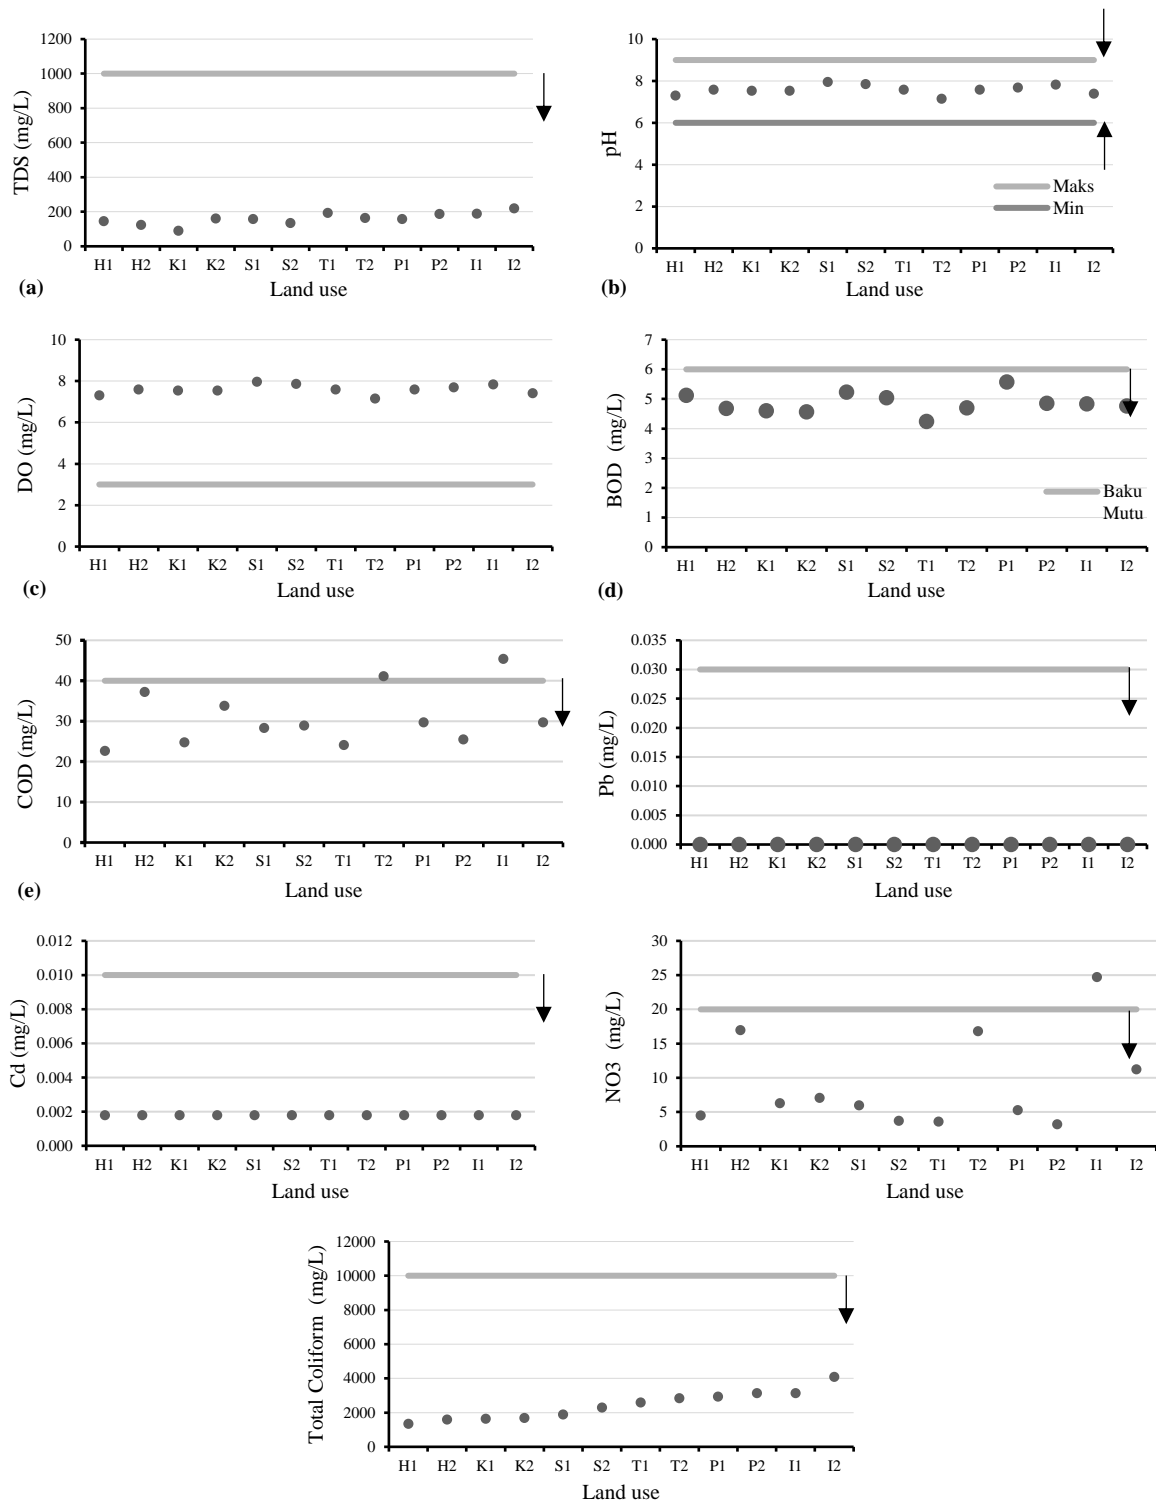 1200
1000
800
600
400
200
0
TDS (mg/L)
H1 H2 K1 K2 S1 S2 T1 T2 P1 P2 I1 I2
(a)
Land use
10
8
6
4
2
0
pH
Maks
Min
H1 H2 K1 K2 S1 S2 T1 T2 P1 P2 I1 I2
(b)
Land use
10
8
6
4
2
0
DO (mg/L)
H1 H2 K1 K2 S1 S2 T1 T2 P1 P2 I1 I2
(c)
Land use
7
6
5
4
3
2
1
0
BOD (mg/L)
Baku
Mutu
H1 H2 K1 K2 S1 S2 T1 T2 P1 P2 I1 I2
(d)
Land use
50
40
30
20
10
0
COD (mg/L)
H1 H2 K1 K2 S1 S2 T1 T2 P1 P2 I1 I2
(e)
Land use
0.035
0.030
0.025
0.020
0.015
0.010
0.005
0.000
Pb (mg/L)
H1 H2 K1 K2 S1 S2 T1 T2 P1 P2 I1 I2
Land use
0.012
0.010
0.008
0.006
0.004
0.002
0.000
Cd (mg/L)
H1 H2 K1 K2 S1 S2 T1 T2 P1 P2 I1 I2
Land use
30
25
20
15
10
5
0
NO3 (mg/L)
H1 H2 K1 K2 S1 S2 T1 T2 P1 P2 I1 I2
Land use
12000
10000
8000
6000
4000
2000
0
Total Coliform (mg/L)
H1 H2 K1 K2 S1 S2 T1 T2 P1 P2 I1 I2
Land use